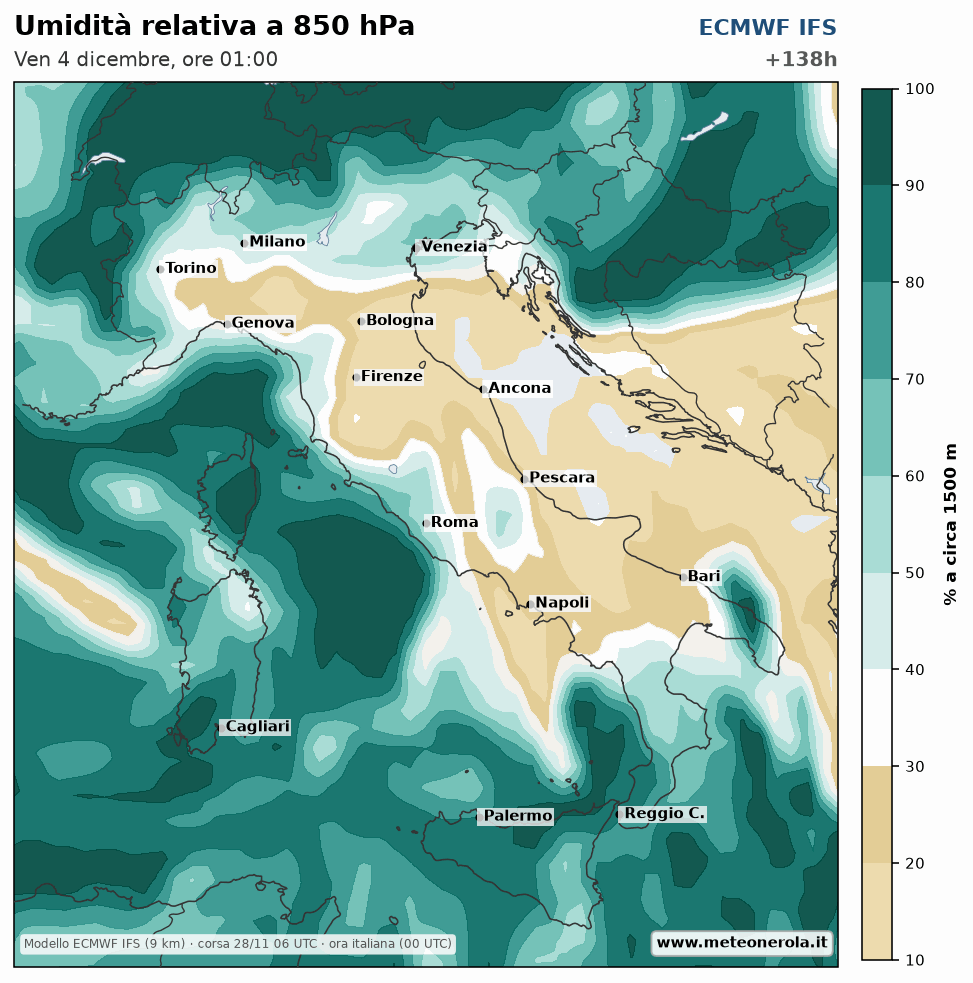 Umidità relativa a 850 hPa
ECMWF IFS
Ven 4 dicembre, ore 01:00
+138h
Milano
Venezia
Torino
Genova
Bologna
Firenze
Ancona
Pescara
Roma
Bari
Napoli
Cagliari
Palermo
Reggio C.
100
90
80
70
60
50
40
30
20
10
% a circa 1500 m
Modello ECMWF IFS (9 km) · corsa 28/11 06 UTC · ora italiana (00 UTC)
www.meteonerola.it